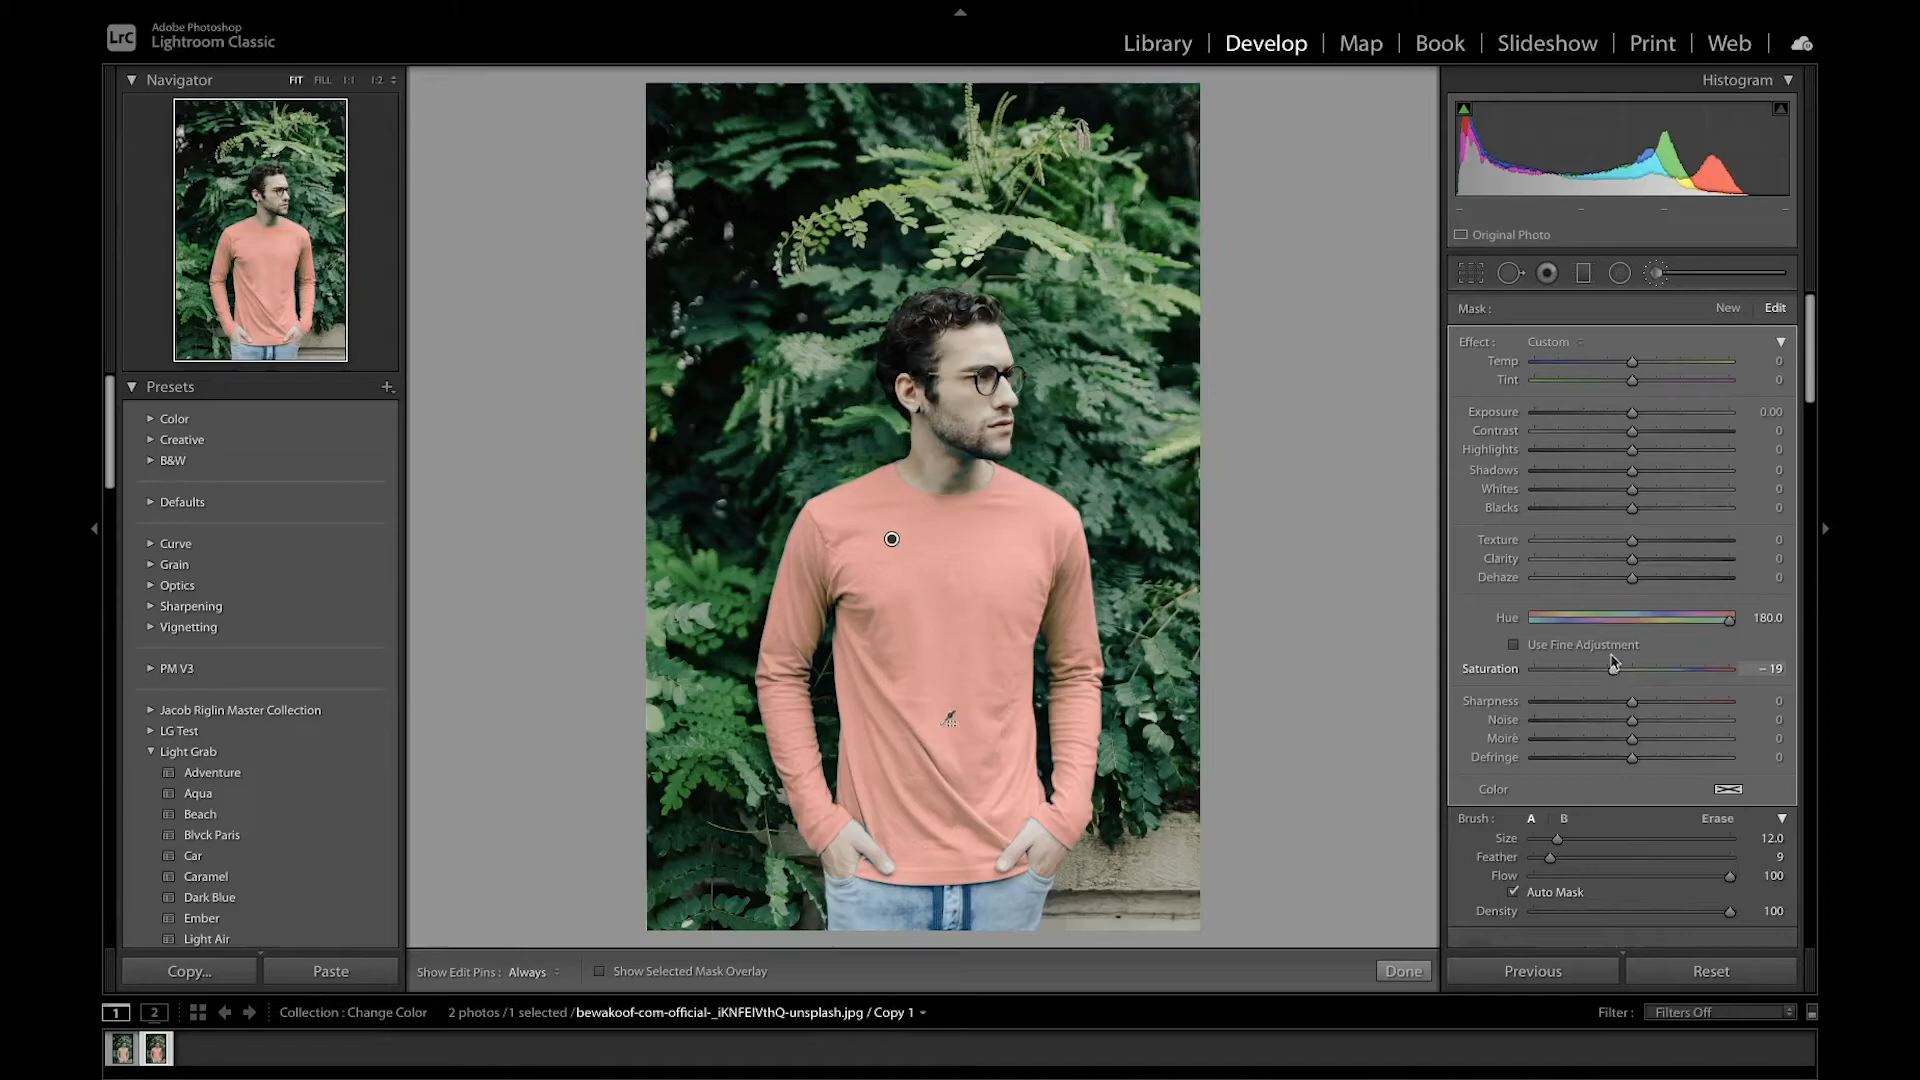 LrC
Adobe Photoshop
Lightroom Classic
Library | Develop | Map | Book | Slideshow | Print | Web |
Navigator FIT FILL 1:1 1:2
Histogram
Original Photo
Mask : New Edit
Effect : Custom
Temp 0
Tint 0
Exposure 0.00
Contrast 0
Highlights 0
Shadows 0
Whites 0
Blacks 0
Texture 0
Clarity 0
Dehaze 0
Hue 180.0
Use Fine Adjustment
Saturation – 19
Sharpness 0
Noise 0
Moiré 0
Defringe 0
Color
Brush : A B Erase
Size 12.0
Feather 9
Flow 100
Auto Mask
Density 100
Previous Reset
Presets +
Color
Creative
B&W
Defaults
Curve
Grain
Optics
Sharpening
Vignetting
PM V3
Jacob Riglin Master Collection
LG Test
Light Grab
Adventure
Aqua
Beach
Blvck Paris
Car
Caramel
Dark Blue
Ember
Light Air
Copy... Paste
Show Edit Pins : Always Show Selected Mask Overlay Done
1 2 Collection : Change Color 2 photos / 1 selected / bewakoof-com-official-_iKNFEIVthQ-unsplash.jpg / Copy 1 Filter : Filters Off